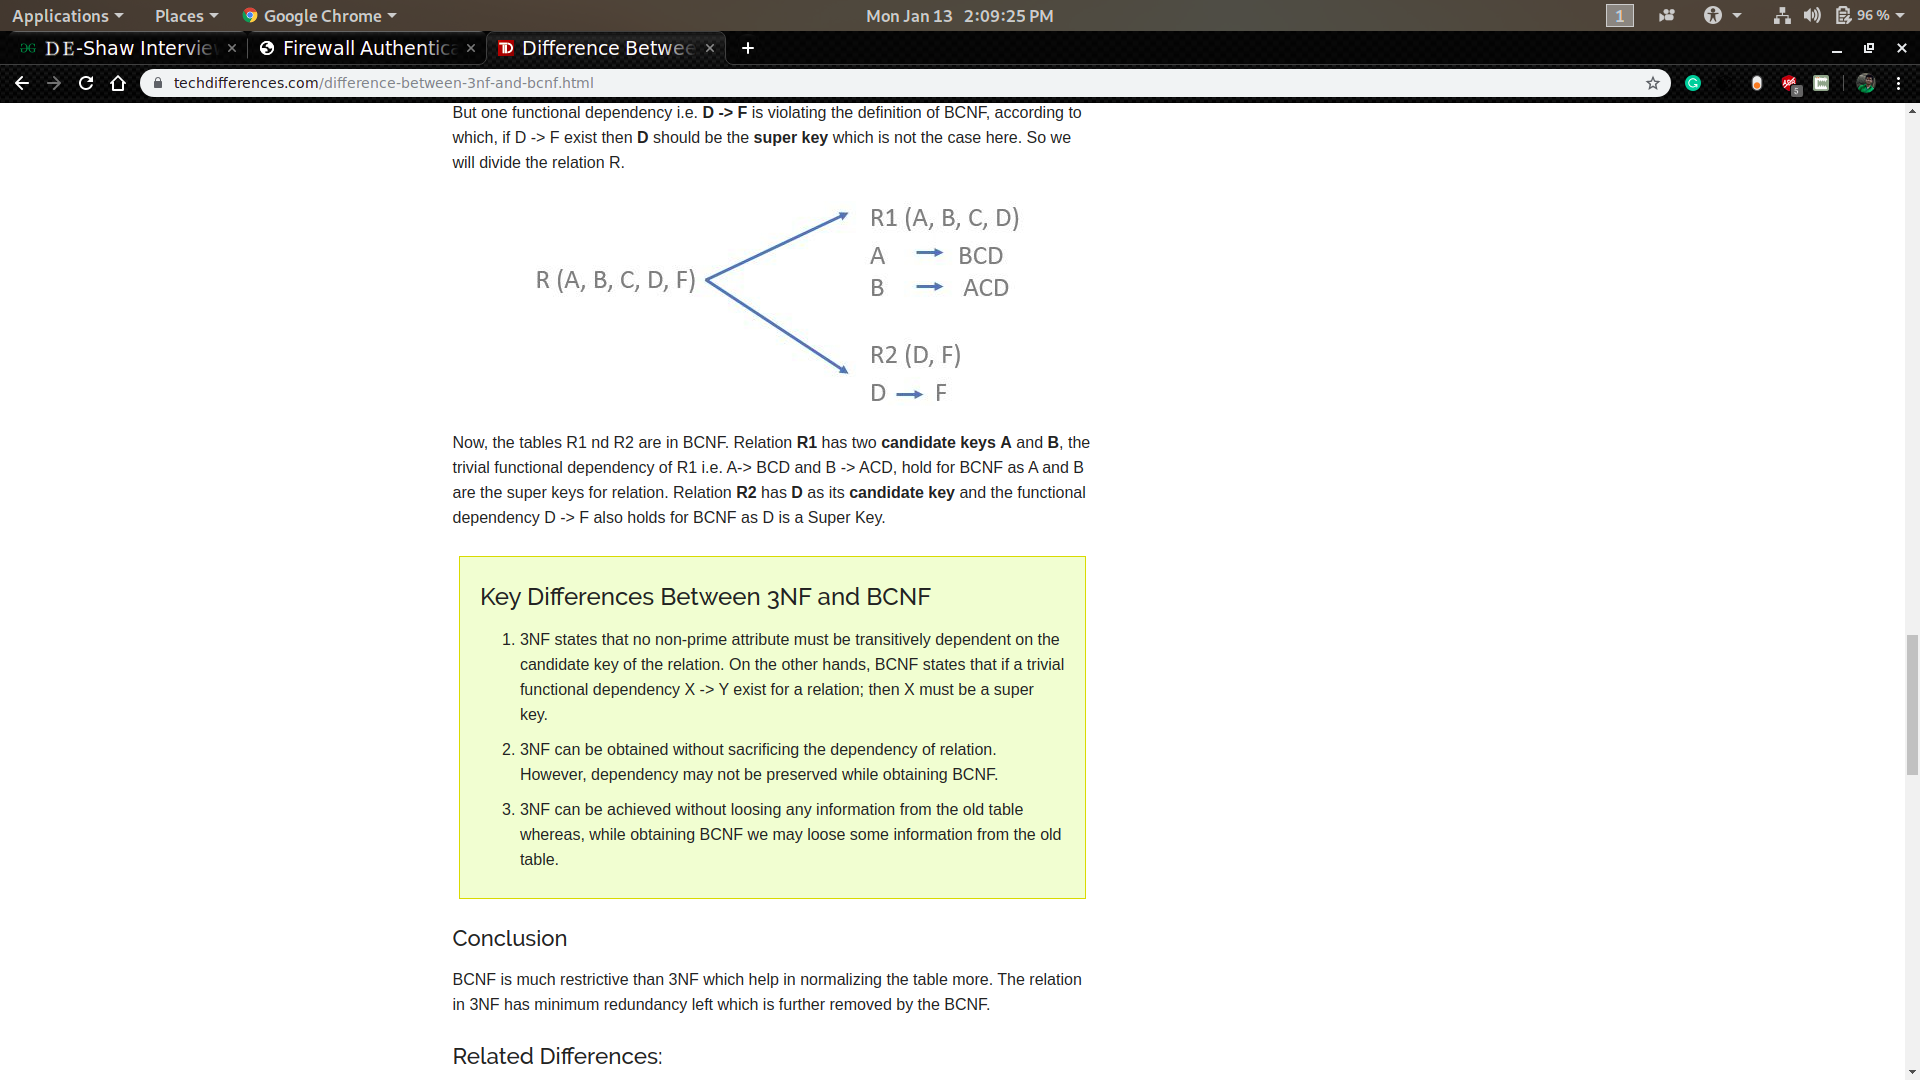 Applications Places Google Chrome Mon Jan 13 2:09:25 PM 1 96 %
DE-Shaw Intervie Firewall Authentica Difference Betwee
techdifferences.com/difference-between-3nf-and-bcnf.html ABP 5
But one functional dependency i.e. D -> F is violating the definition of BCNF, according to
which, if D -> F exist then D should be the super key which is not the case here. So we
will divide the relation R.
R1 (A, B, C, D)
A BCD
R (A, B, C, D, F)
B ACD
R2 (D, F)
D F
Now, the tables R1 nd R2 are in BCNF. Relation R1 has two candidate keys A and B, the
trivial functional dependency of R1 i.e. A-> BCD and B -> ACD, hold for BCNF as A and B
are the super keys for relation. Relation R2 has D as its candidate key and the functional
dependency D -> F also holds for BCNF as D is a Super Key.
Key Differences Between 3NF and BCNF
1. 3NF states that no non-prime attribute must be transitively dependent on the
candidate key of the relation. On the other hands, BCNF states that if a trivial
functional dependency X -> Y exist for a relation; then X must be a super
key.
2. 3NF can be obtained without sacrificing the dependency of relation.
However, dependency may not be preserved while obtaining BCNF.
3. 3NF can be achieved without loosing any information from the old table
whereas, while obtaining BCNF we may loose some information from the old
table.
Conclusion
BCNF is much restrictive than 3NF which help in normalizing the table more. The relation
in 3NF has minimum redundancy left which is further removed by the BCNF.
Related Differences: